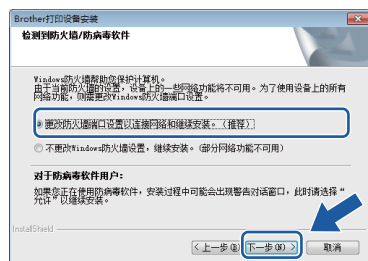 Brother打印设备安装
检测到防火墙/防病毒软件
Windows防火墙帮助您保护计算机。
由于当前防火墙的设置，设备上的一些网络功能将不可用。为了使用设备上的所有
网络功能，则需更改Windows防火墙端口设置。
更改防火墙端口设置以连接网络和继续安装。（推荐）
不更改Windows防火墙设置，继续安装。（部分网络功能不可用）
对于防病毒软件用户：
如果您正在使用防病毒软件，安装过程中可能会出现警告对话窗口，此时请选择“
允许”以继续安装。
InstallShield
< 上一步(B)
下一步(N) >
取消